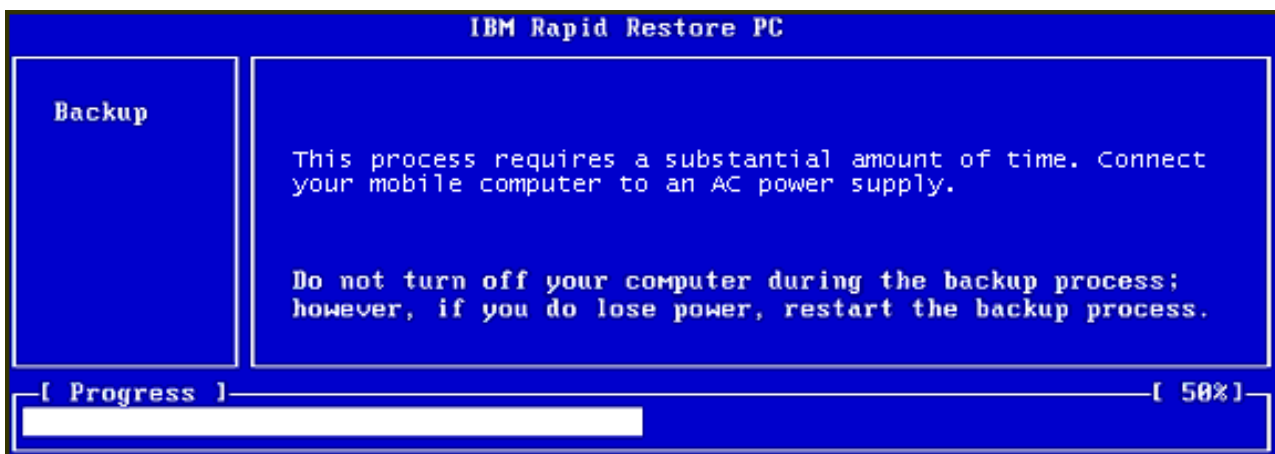 IBM Rapid Restore PC
Backup
This process requires a substantial amount of time. Connect
your mobile computer to an AC power supply.
Do not turn off your computer during the backup process;
however, if you do lose power, restart the backup process.
[ Progress ]
[ 50%]